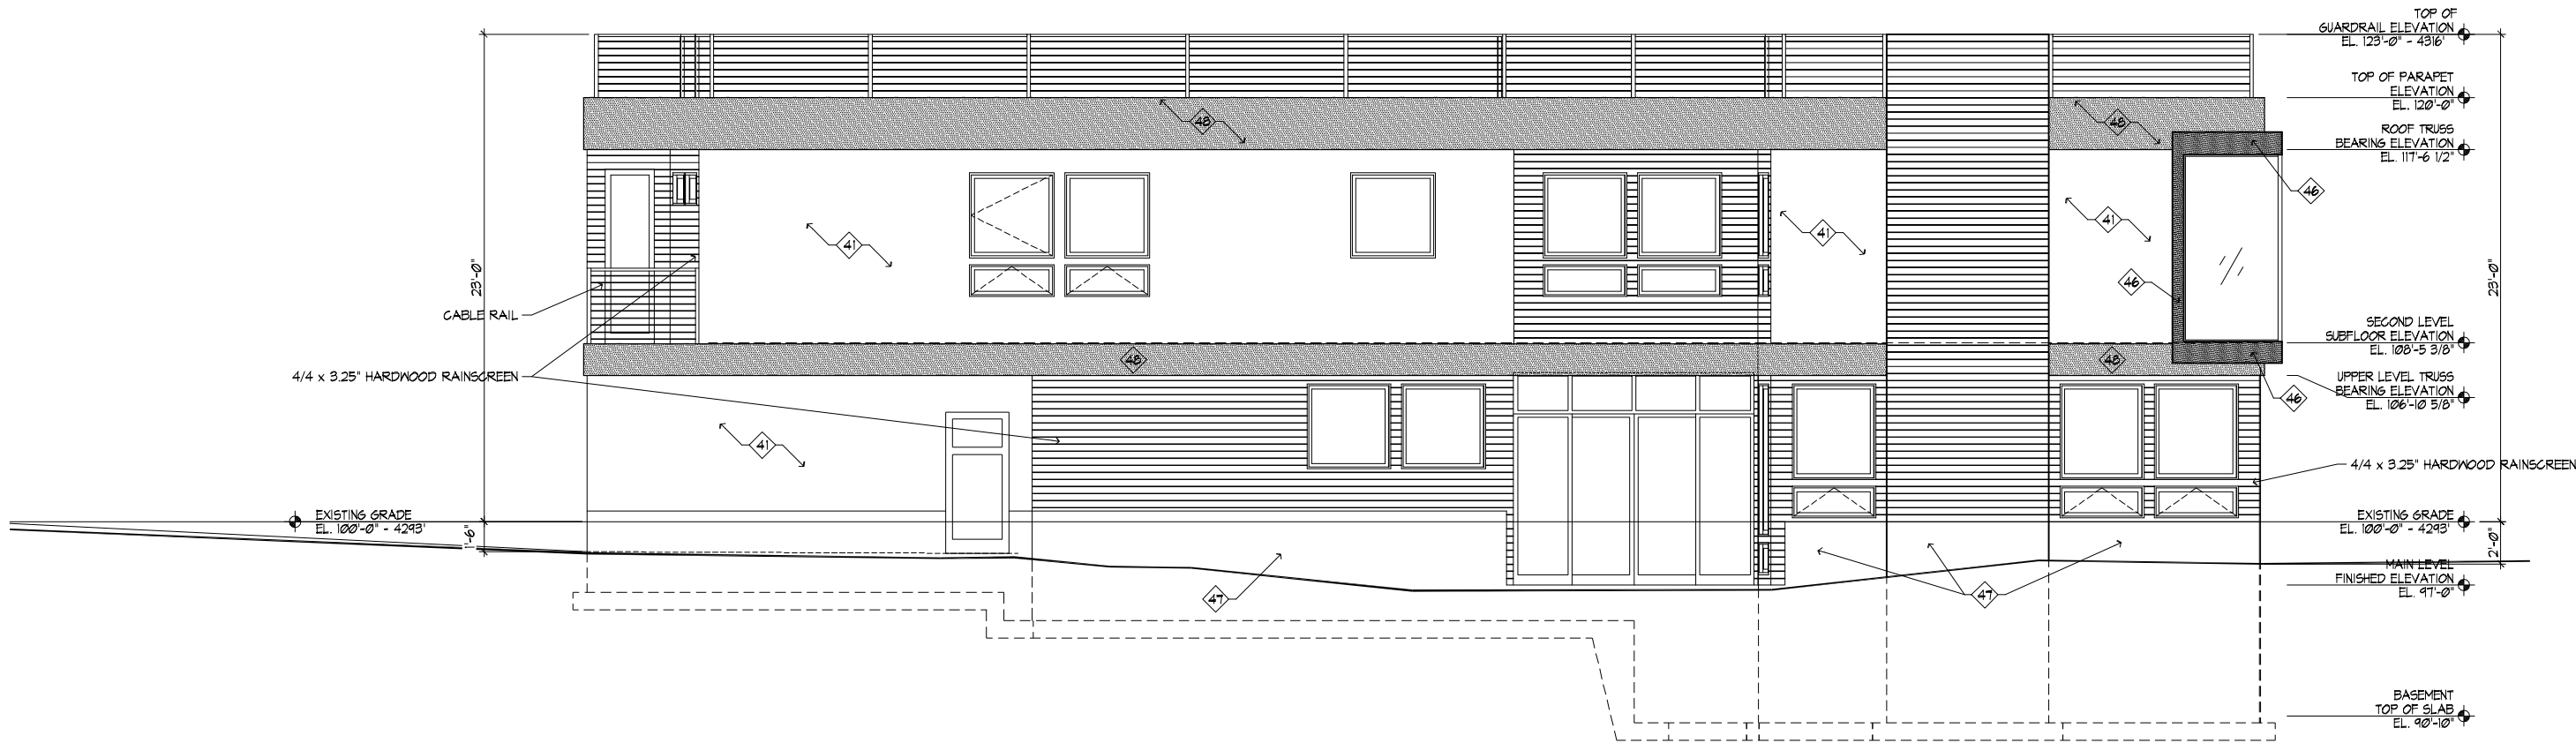 TOP OF
GUARDRAIL ELEVATION
EL. 123'-0" - 4316'
TOP OF PARAPET
ELEVATION
EL. 120'-0"
48
48
ROOF TRUSS
BEARING ELEVATION
EL. 117'-6 1/2"
46
41
41
41
23'-0"
23'-0"
46
CABLE RAIL
SECOND LEVEL
SUBFLOOR ELEVATION
EL. 108'-5 3/8"
48
48
4/4 x 3.25" HARDWOOD RAINSCREEN
UPPER LEVEL TRUSS
BEARING ELEVATION
EL. 106'-10 5/8"
46
41
4/4 x 3.25" HARDWOOD RAINSCREEN
EXISTING GRADE
EL. 100'-0" - 4293'
EXISTING GRADE
EL. 100'-0" - 4293'
2'-0"
MAIN LEVEL
FINISHED ELEVATION
EL. 97'-0"
47
47
BASEMENT
TOP OF SLAB
EL. 90'-10"